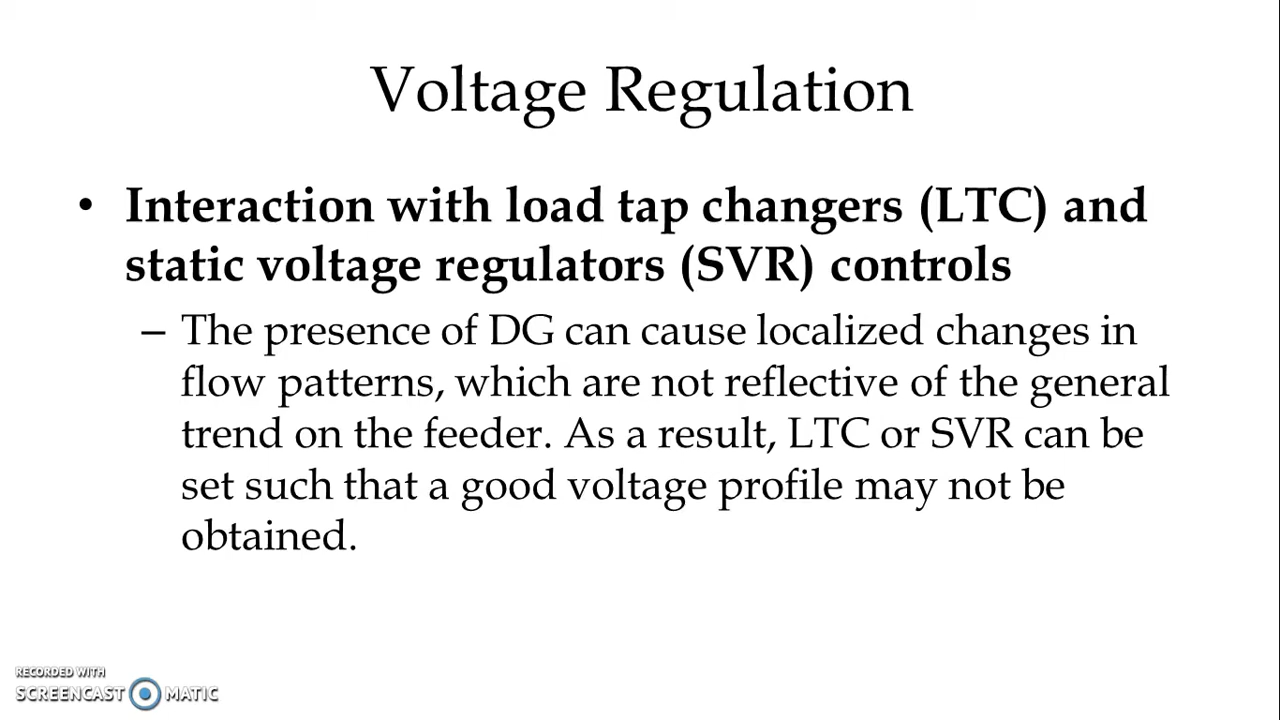 Voltage Regulation
• Interaction with load tap changers (LTC) and
static voltage regulators (SVR) controls
– The presence of DG can cause localized changes in
flow patterns, which are not reflective of the general
trend on the feeder. As a result, LTC or SVR can be
set such that a good voltage profile may not be
obtained.
RECORDED WITH
SCREENCAST MATIC